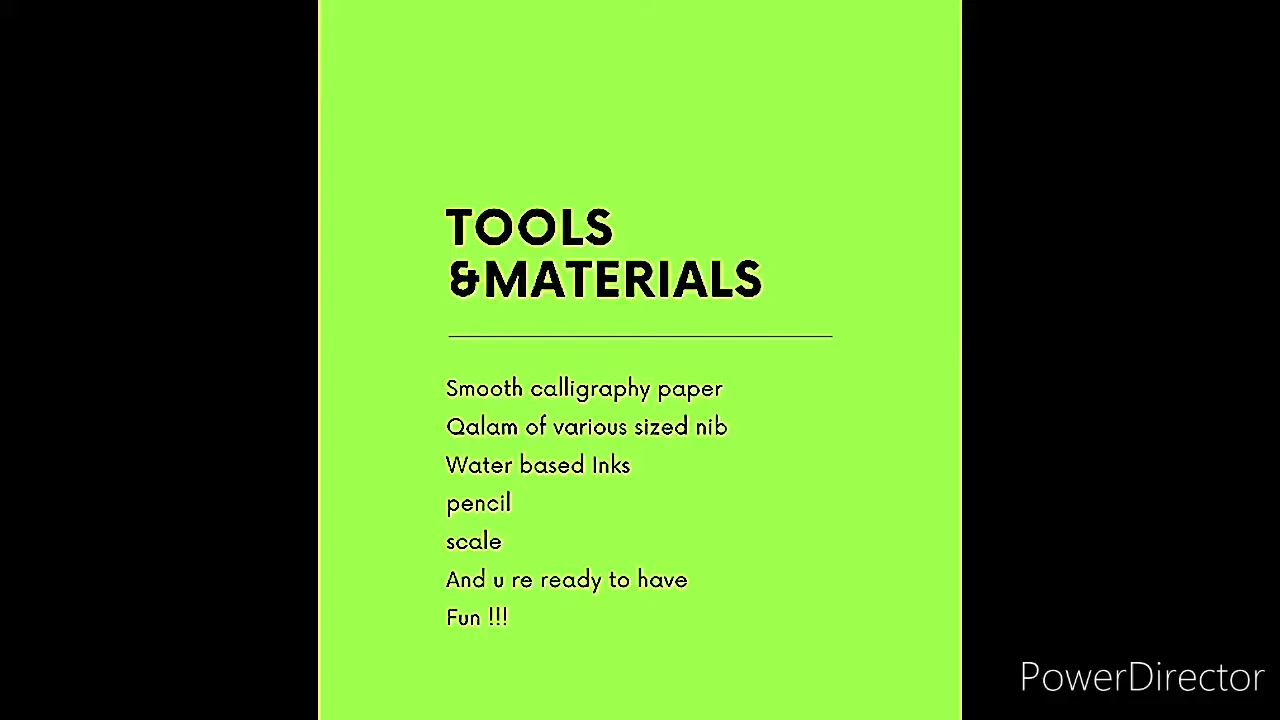 TOOLS
&MATERIALS
Smooth calligraphy paper
Qalam of various sized nib
Water based Inks
pencil
scale
And u re ready to have
Fun !!!
PowerDirector